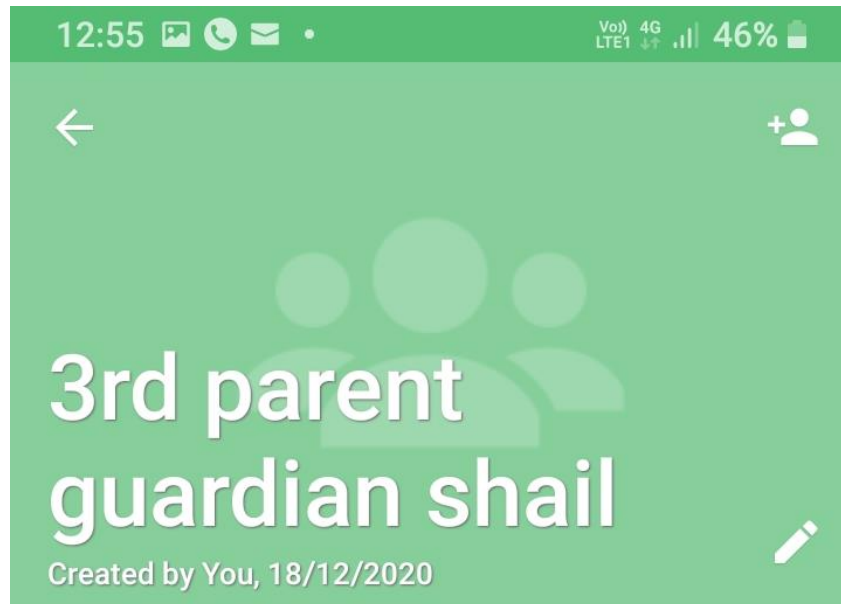 12:55 Vo)) 4G 46%
LTE1
3rd parent
guardian shail
Created by You, 18/12/2020